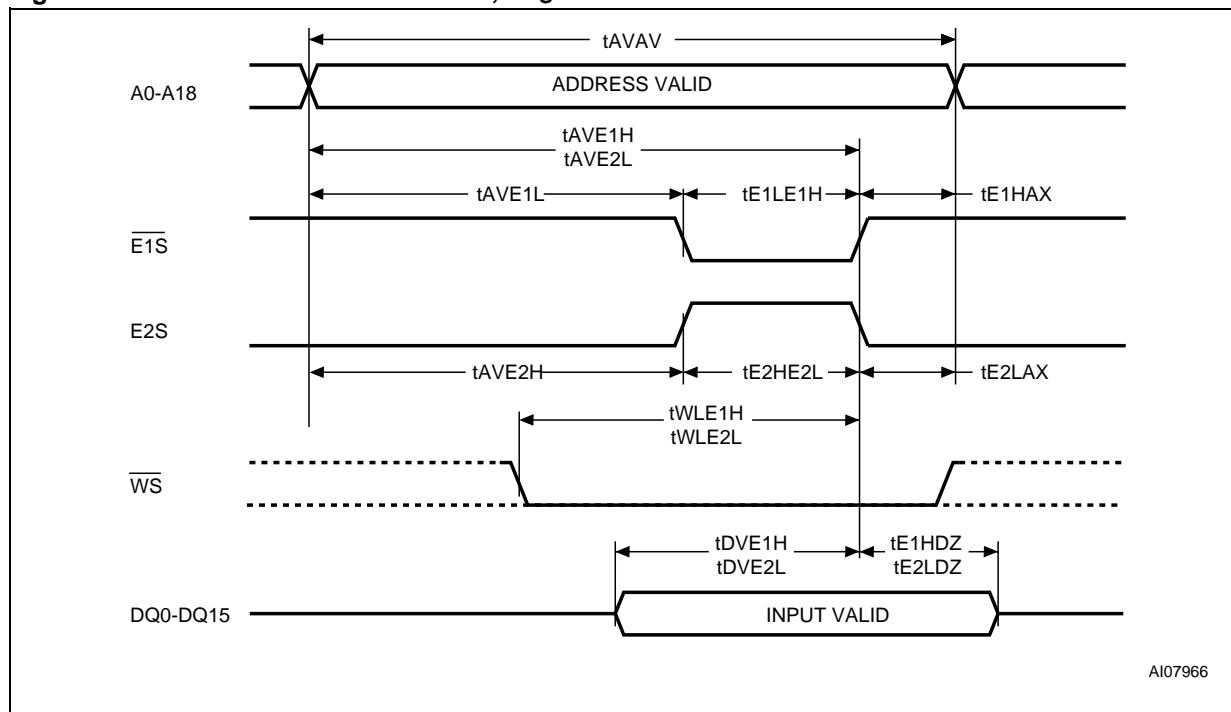 tAVAV
A0-A18
ADDRESS VALID
tAVE1H
tAVE2L
tAVE1L
tE1LE1H
tE1HAX
E1S
E2S
tAVE2H
tE2HE2L
tE2LAX
tWLE1H
tWLE2L
WS
tDVE1H
tDVE2L
tE1HDZ
tE2LDZ
DQ0-DQ15
INPUT VALID
AI07966